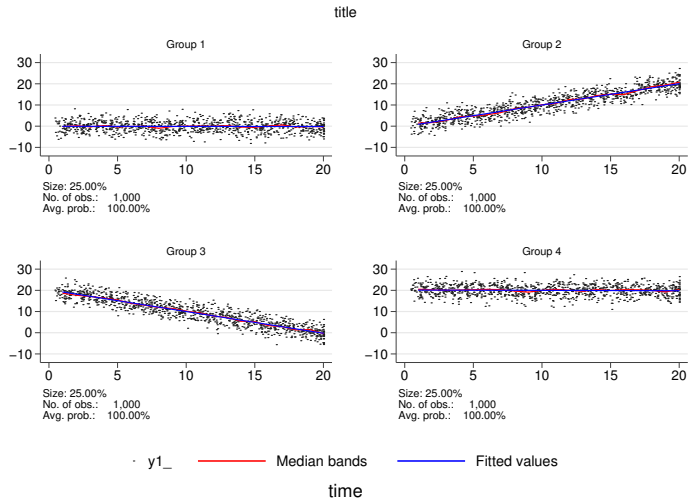 title
Group 1
Group 2
30
20
10
0
−10
0 5 10 15 20
Size: 25.00%
No. of obs.: 1,000
Avg. prob.: 100.00%
30
20
10
0
−10
0 5 10 15 20
Size: 25.00%
No. of obs.: 1,000
Avg. prob.: 100.00%
Group 3
Group 4
30
20
10
0
−10
0 5 10 15 20
Size: 25.00%
No. of obs.: 1,000
Avg. prob.: 100.00%
30
20
10
0
−10
0 5 10 15 20
Size: 25.00%
No. of obs.: 1,000
Avg. prob.: 100.00%
y1_ Median bands Fitted values
time